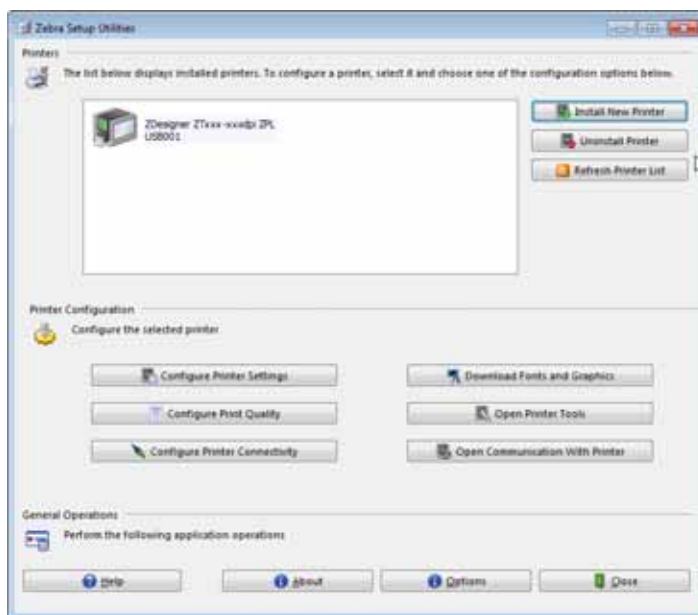 Zebra Setup Utilities
Printers
The list below displays installed printers. To configure a printer, select it and choose one of the configuration options below.
ZDesigner ZTxxx-xxxdpi ZPL
USB001
Install New Printer
Uninstall Printer
Refresh Printer List
Printer Configuration
Configure the selected printer
Configure Printer Settings
Download Fonts and Graphics
Configure Print Quality
Open Printer Tools
Configure Printer Connectivity
Open Communication With Printer
General Operations
Perform the following application operations
Help
About
Options
Close